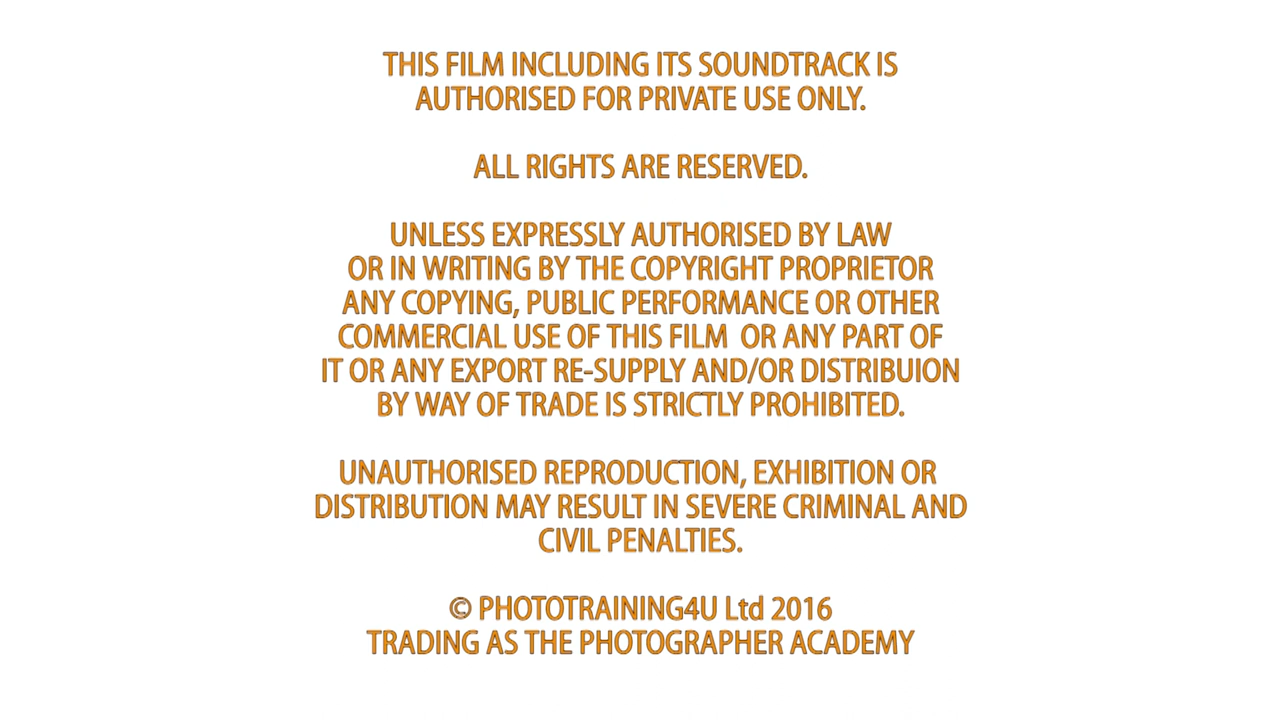 THIS FILM INCLUDING ITS SOUNDTRACK IS
AUTHORISED FOR PRIVATE USE ONLY.
ALL RIGHTS ARE RESERVED.
UNLESS EXPRESSLY AUTHORISED BY LAW
OR IN WRITING BY THE COPYRIGHT PROPRIETOR
ANY COPYING, PUBLIC PERFORMANCE OR OTHER
COMMERCIAL USE OF THIS FILM  OR ANY PART OF
IT OR ANY EXPORT RE-SUPPLY AND/OR DISTRIBUION
BY WAY OF TRADE IS STRICTLY PROHIBITED.
UNAUTHORISED REPRODUCTION, EXHIBITION OR
DISTRIBUTION MAY RESULT IN SEVERE CRIMINAL AND
CIVIL PENALTIES.
© PHOTOTRAINING4U Ltd 2016
TRADING AS THE PHOTOGRAPHER ACADEMY